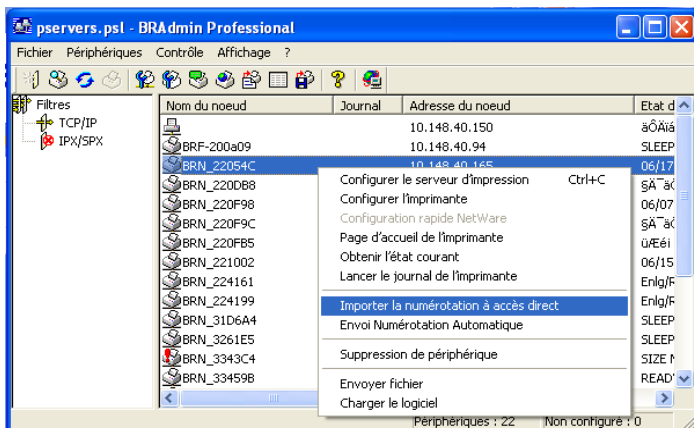 pservers.psl - BRAdmin Professional
Fichier Périphériques Contrôle Affichage ?
Filtres
TCP/IP
IPX/SPX
Nom du noeud Journal Adresse du noeud Etat d
10.148.40.150 äÔÄïá
BRF-200a09 10.148.40.94 SLEEP
BRN_22054C 10.148.40.165 06/17
BRN_220DB8
BRN_220F98 06/07
BRN_220F9C
BRN_220FB5 üÆéi
BRN_221002 06/15
BRN_224161 Enlg/R
BRN_224199 Enlg/R
BRN_31D6A4 SLEEP
BRN_3261E5 SLEEP
BRN_3343C4 SIZE
BRN_33459B READ
Configurer le serveur d'impression Ctrl+C
Configurer l'imprimante
Configuration rapide NetWare
Page d'accueil de l'imprimante
Obtenir l'état courant
Lancer le journal de l'imprimante
Importer la numérotation à accès direct
Envoi Numérotation Automatique
Suppression de périphérique
Envoyer fichier
Charger le logiciel
Périphériques : 22 Non configuré : 0